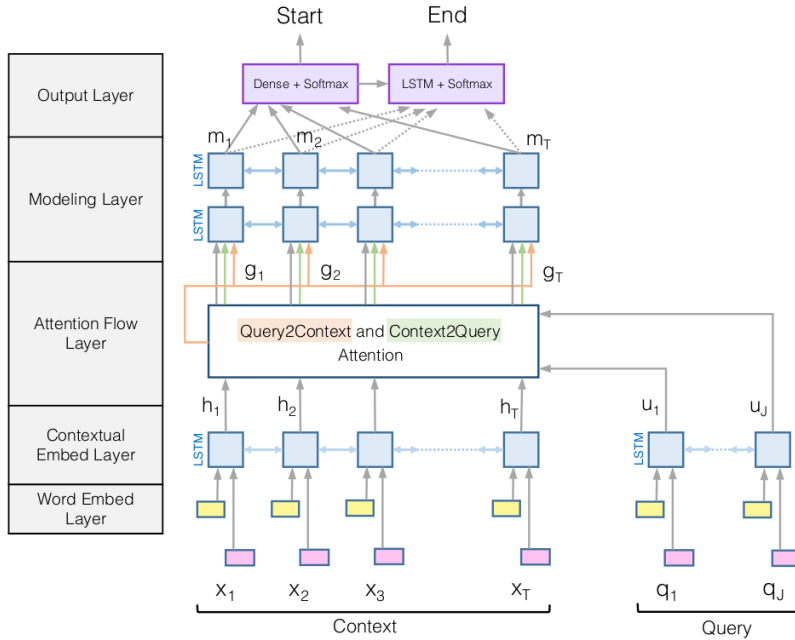 Start End
Output Layer
Dense + Softmax LSTM + Softmax
m1 m2 mT
LSTM
Modeling Layer
LSTM
g1 g2 gT
Attention Flow
Layer
Query2Context and Context2Query
Attention
h1 h2 hT u1 uJ
Contextual
Embed Layer
LSTM LSTM
Word Embed
Layer
x1 x2 x3 xT q1 qJ
Context Query